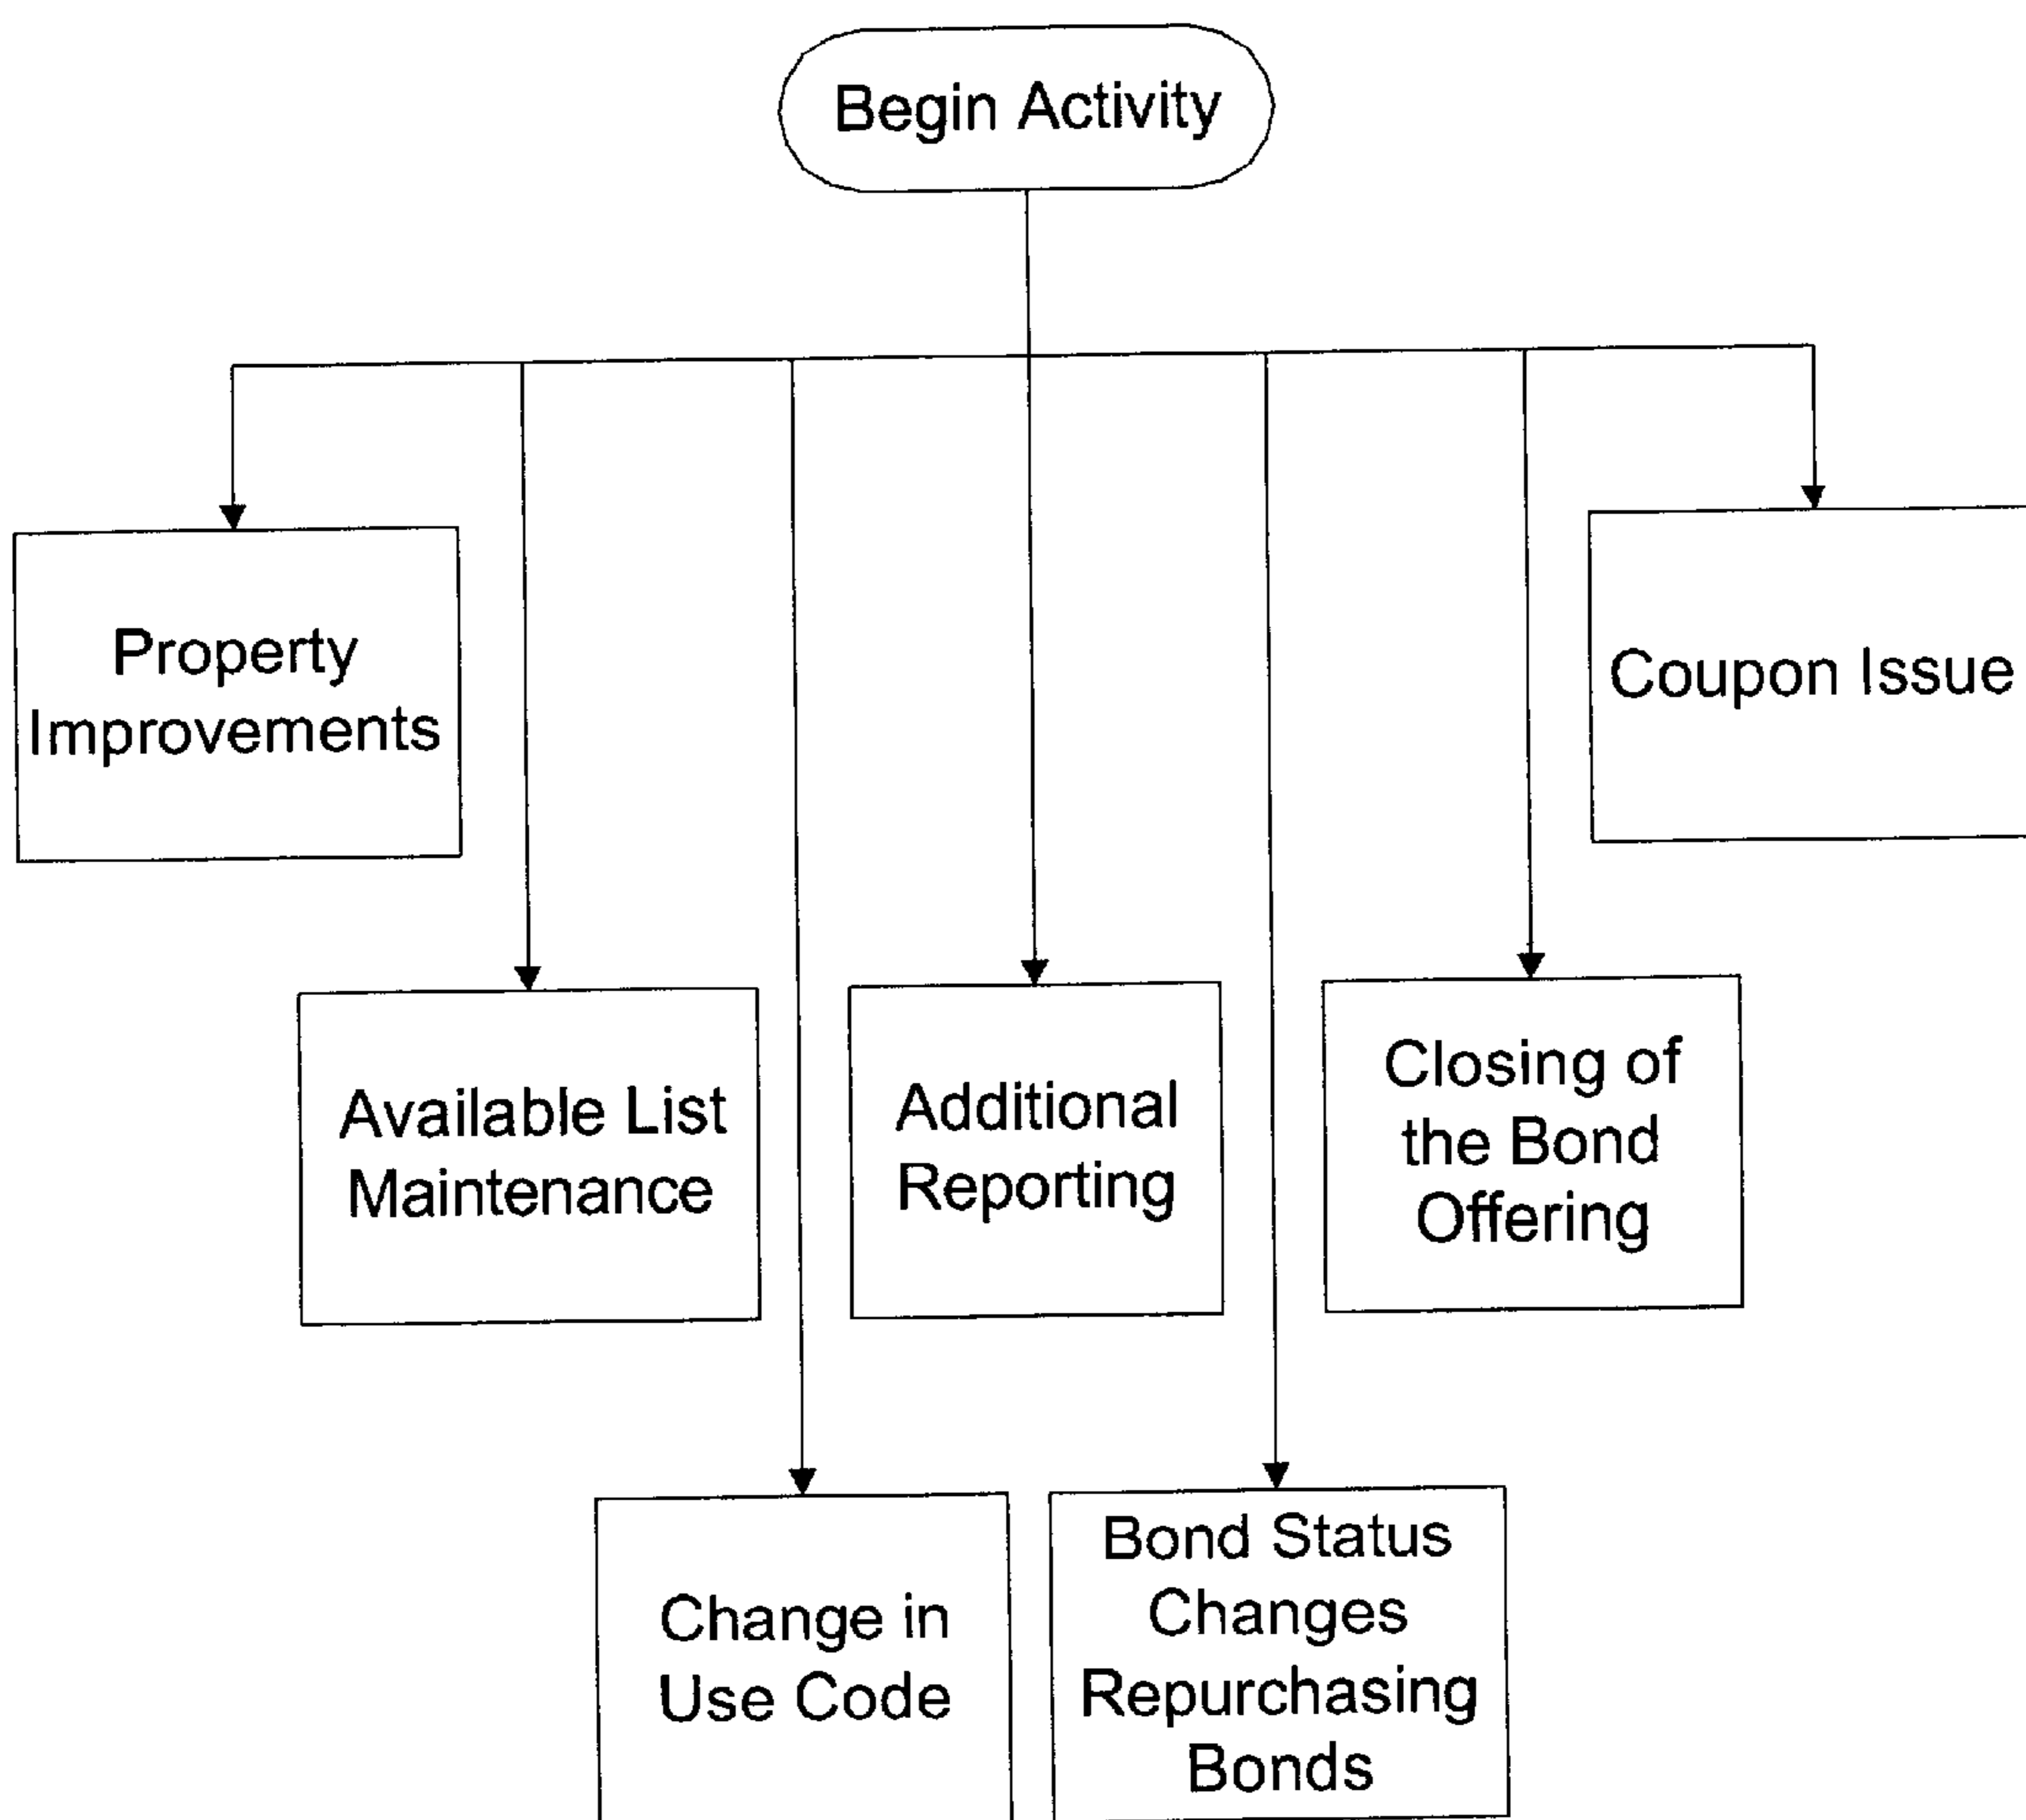 Begin Activity
Property
Improvements
Coupon Issue
Available List
Maintenance
Additional
Reporting
Closing of
the Bond
Offering
Change in
Use Code
Bond Status
Changes
Repurchasing
Bonds